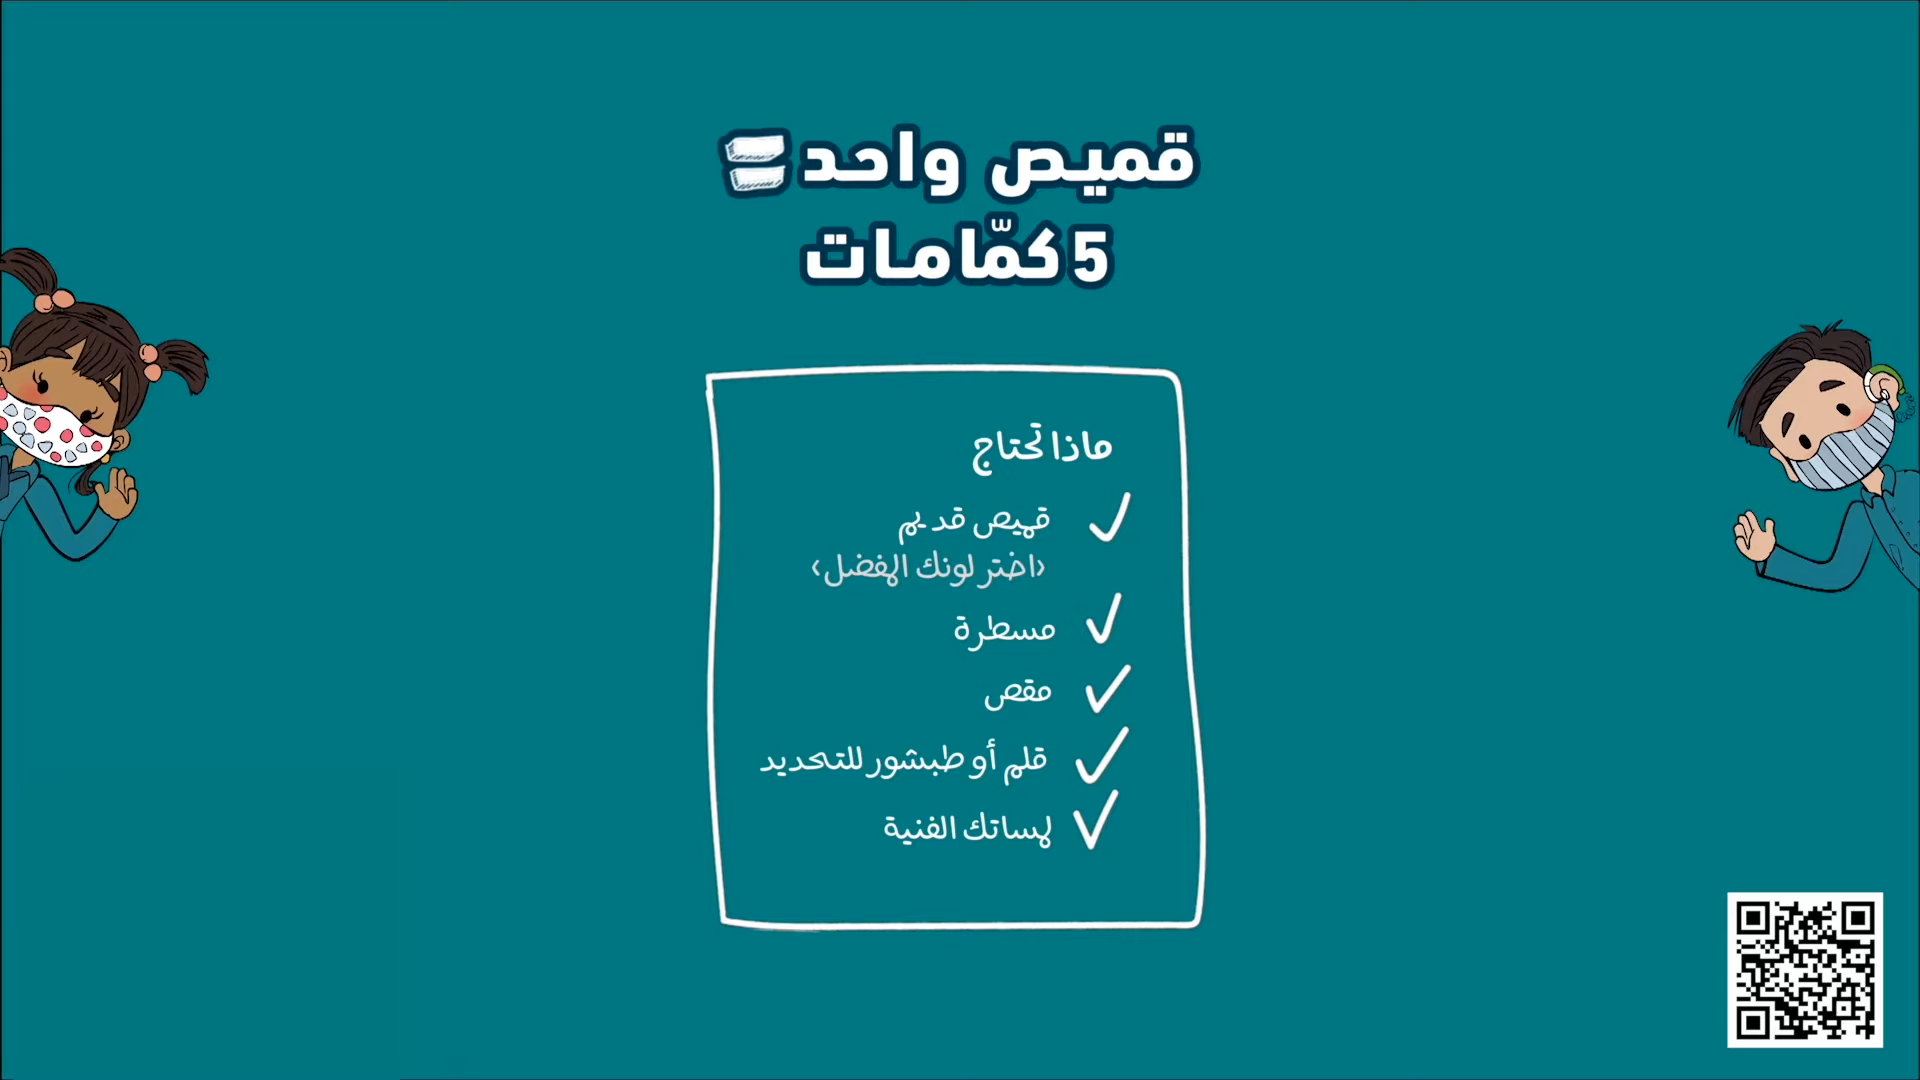 قميص واحد =
5 كمّامات
ماذا تحتاج
قميص قديم
(اختر لونك المفضل)
مسطرة
مقص
قلم أو طبشور للتحديد
لمساتك الفنية